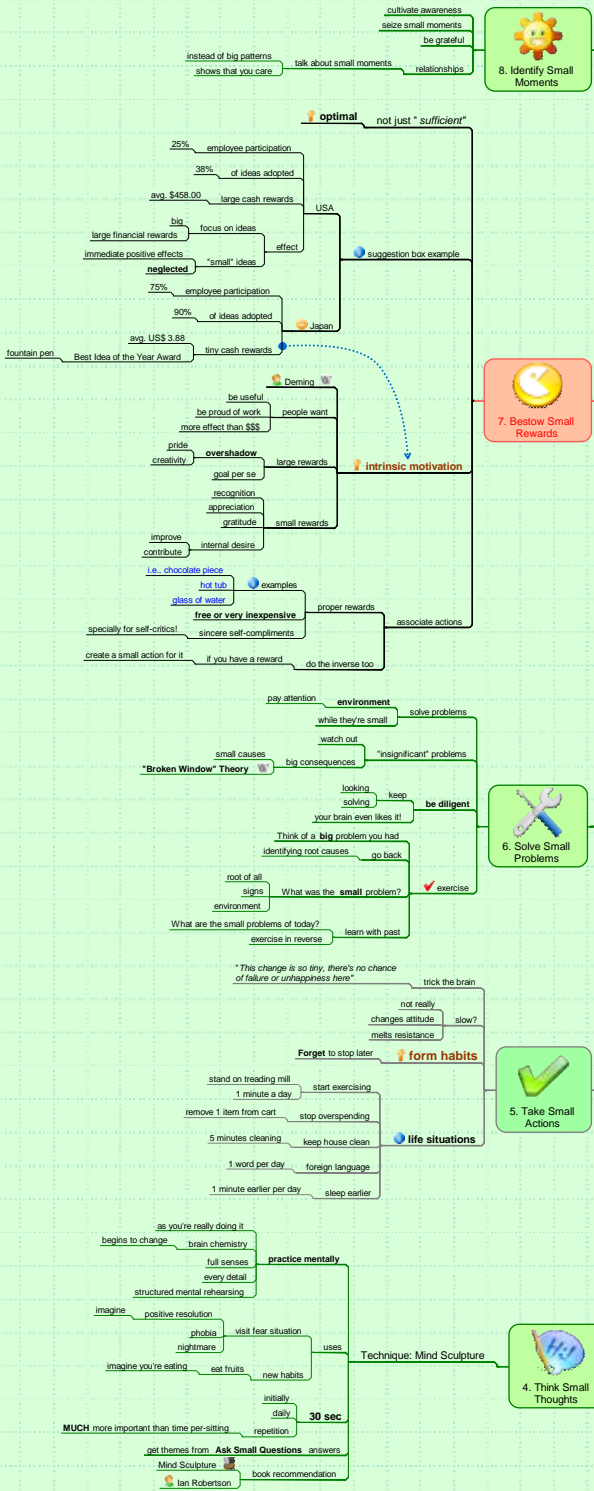 cultivate awareness
seize small moments
be grateful
instead of big patterns
shows that you care
talk about small moments
relationships
8. Identify Small
Moments
optimal
not just " sufficient"
25%
employee participation
38%
of ideas adopted
avg. $458.00
large cash rewards
USA
big
large financial rewards
focus on ideas
effect
immediate positive effects
neglected
"small" ideas
suggestion box example
75%
employee participation
90%
of ideas adopted
Japan
avg. US$ 3.88
fountain pen
Best Idea of the Year Award
tiny cash rewards
7. Bestow Small
Rewards
Deming
be useful
be proud of work
more effect than $$$
people want
pride
creativity
overshadow
goal per se
large rewards
intrinsic motivation
recognition
appreciation
gratitude
small rewards
improve
contribute
internal desire
i.e.. chocolate piece
hot tub
glass of water
examples
free or very inexpensive
proper rewards
specially for self-critics!
sincere self-compliments
associate actions
create a small action for it
if you have a reward
do the inverse too
pay attention
environment
while they're small
solve problems
watch out
small causes
"Broken Window" Theory
big consequences
"insignificant" problems
looking
solving
keep
your brain even likes it!
be diligent
6. Solve Small
Problems
Think of a big problem you had
identifying root causes
go back
root of all
signs
environment
What was the small problem?
exercise
What are the small problems of today?
exercise in reverse
learn with past
"This change is so tiny, there's no chance
of failure or unhappiness here"
trick the brain
not really
changes attitude
melts resistance
slow?
Forget to stop later
form habits
5. Take Small
Actions
stand on treading mill
1 minute a day
start exercising
remove 1 item from cart
stop overspending
5 minutes cleaning
keep house clean
life situations
1 word per day
foreign language
1 minute earlier per day
sleep earlier
as you're really doing it
begins to change
brain chemistry
full senses
every detail
structured mental rehearsing
practice mentally
imagine
positive resolution
phobia
nightmare
visit fear situation
uses
imagine you're eating
eat fruits
new habits
Technique: Mind Sculpture
4. Think Small
Thoughts
initially
daily
30 sec
MUCH more important than time per-sitting
repetition
get themes from Ask Small Questions answers
Mind Sculpture
Ian Robertson
book recommendation